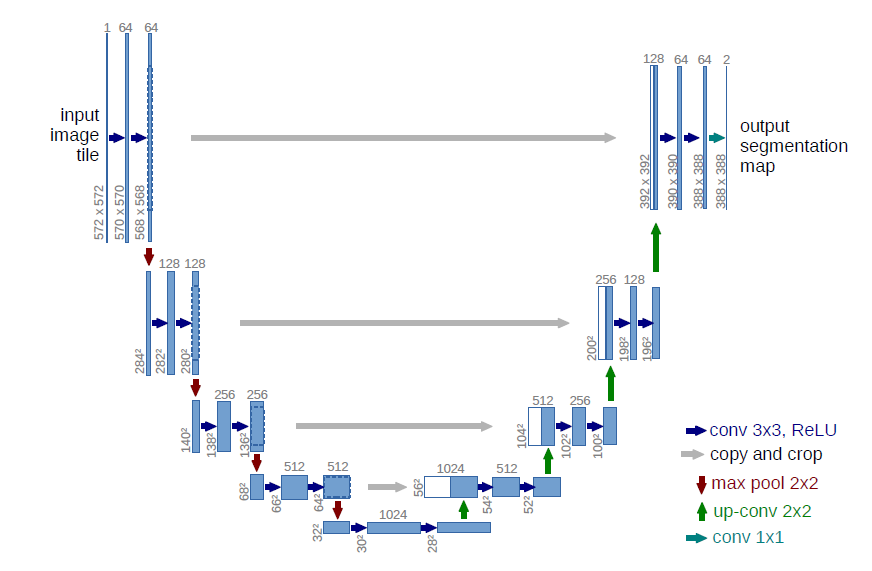 1 64 64
input
image
tile
572 x 572
570 x 570
568 x 568
128 64 64 2
output
segmentation
map
392 x 392
390 x 390
388 x 388
388 x 388
128 128
284²
282²
280²
256 128
200²
198²
196²
256 256
140²
138²
136²
512 256
104²
102²
100²
512 512
68²
66²
64²
1024 512
56²
54²
52²
1024
32²
30²
28²
conv 3x3, ReLU
copy and crop
max pool 2x2
up-conv 2x2
conv 1x1